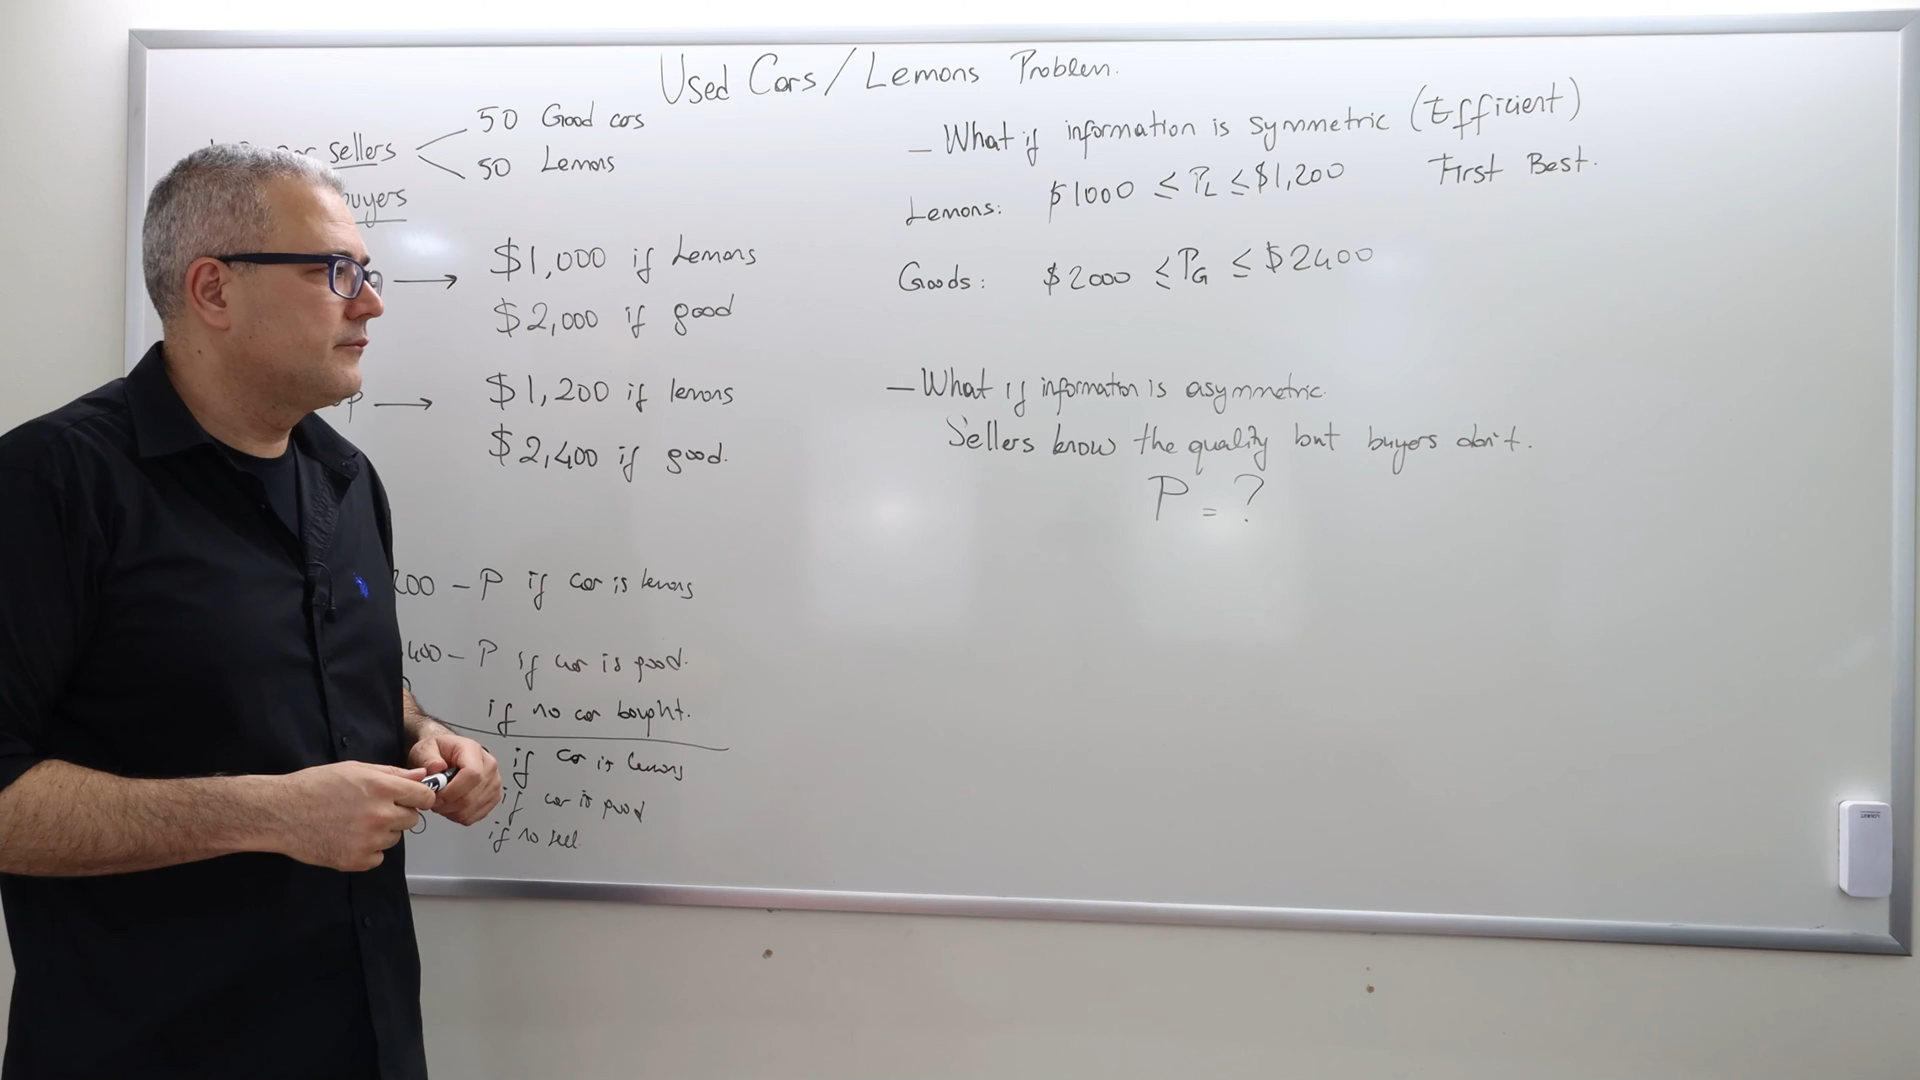 Used Cars/Lemons Problem.
sellers
50 Good cars
50 Lemons
buyers
→ $1,000 if Lemons
$2,000 if good
→ $1,200 if lemons
$2,400 if good.
200 - P if car is lemons
400 - P if car is good.
if no car bought.
if car is lemons
if car is good
if no sell
- What if information is symmetric (Efficient)
First Best.
Lemons: $1000 ≤ PL ≤ $1,200
Goods: $2000 ≤ PG ≤ $2400
- What if information is asymmetric.
Sellers know the quality but buyers don't.
P = ?